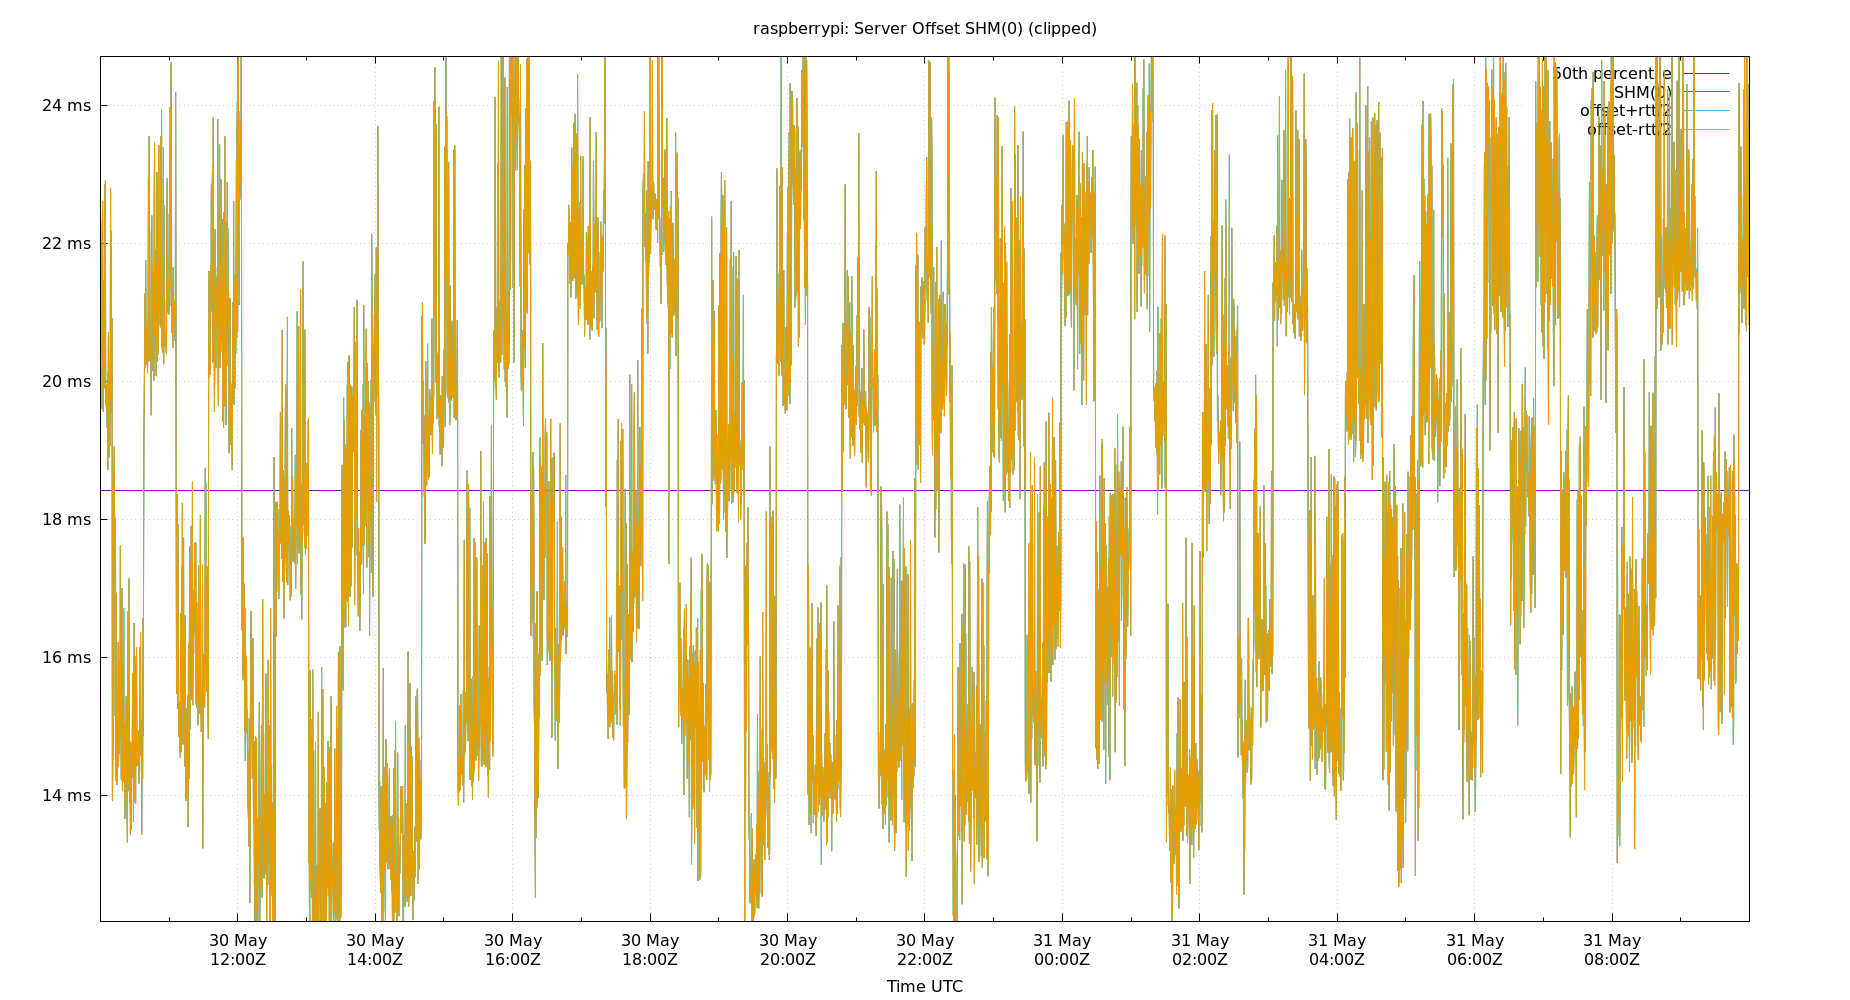 raspberrypi: Server Offset SHM(0) (clipped)
50th percentile
SHM(0)
offset+rtt/2
offset-rtt/2
24 ms
22 ms
20 ms
18 ms
16 ms
14 ms
30 May 30 May 30 May 30 May 30 May 30 May 31 May 31 May 31 May 31 May 31 May
12:00Z 14:00Z 16:00Z 18:00Z 20:00Z 22:00Z 00:00Z 02:00Z 04:00Z 06:00Z 08:00Z
Time UTC